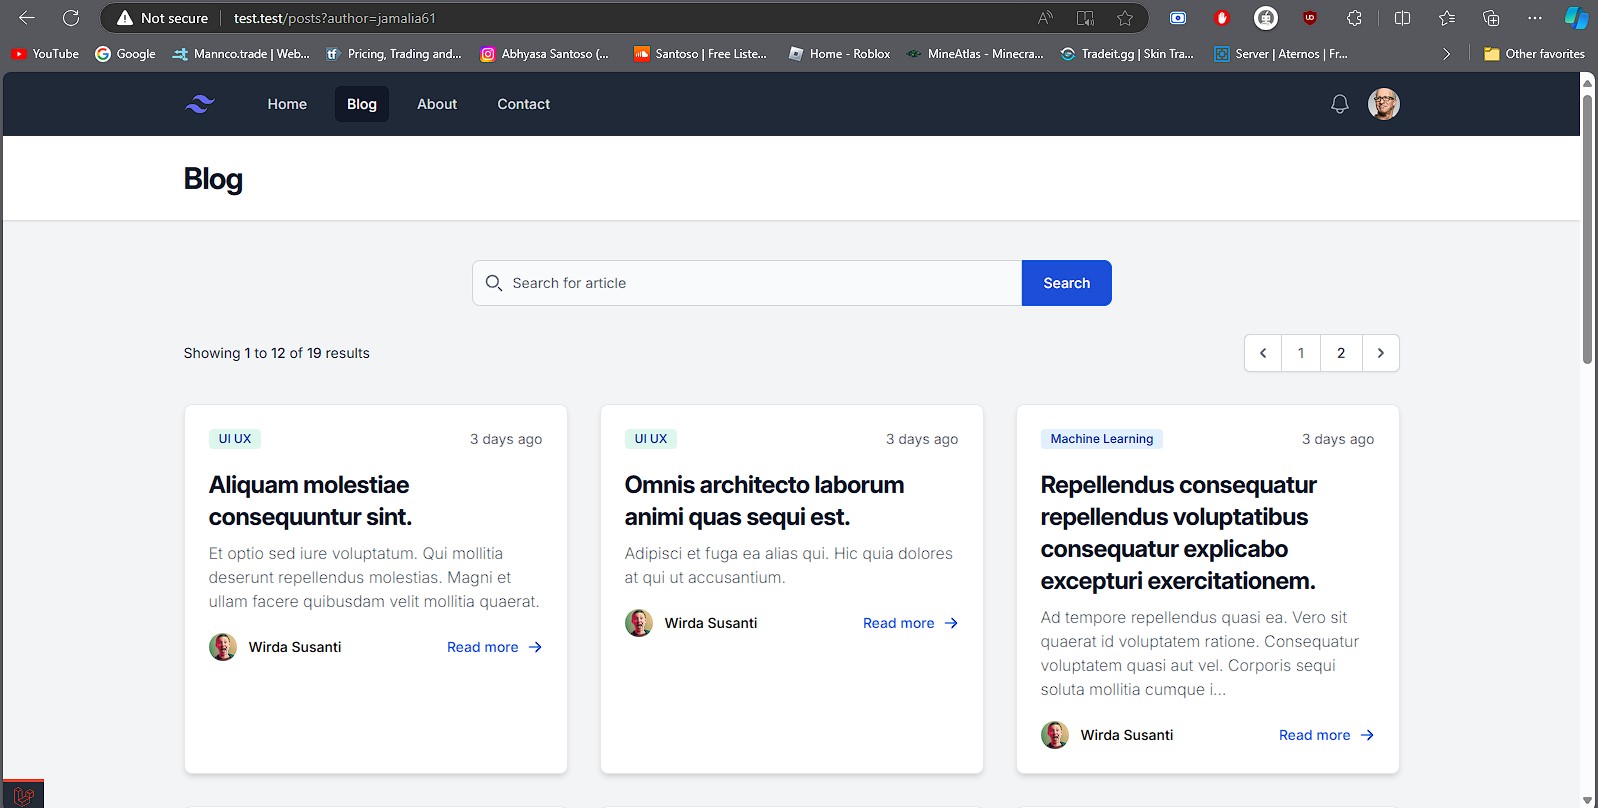 Not secure
test.test/posts?author=jamalia61
YouTube
Google
Mannco.trade | Web...
Pricing, Trading and...
Abhyasa Santoso (...
Santoso | Free Liste...
Home - Roblox
MineAtlas - Minecra...
Tradeit.gg | Skin Tra...
Server | Aternos | Fr...
Other favorites
Home
Blog
About
Contact
Blog
Search for article
Search
Showing 1 to 12 of 19 results
1
2
UI UX
3 days ago
Aliquam molestiae
consequuntur sint.
Et optio sed iure voluptatum. Qui mollitia
deserunt repellendus molestias. Magni et
ullam facere quibusdam velit mollitia quaerat.
Wirda Susanti
Read more
UI UX
3 days ago
Omnis architecto laborum
animi quas sequi est.
Adipisci et fuga ea alias qui. Hic quia dolores
at qui ut accusantium.
Wirda Susanti
Read more
Machine Learning
3 days ago
Repellendus consequatur
repellendus voluptatibus
consequatur explicabo
excepturi exercitationem.
Ad tempore repellendus quasi ea. Vero sit
quaerat id voluptatem ratione. Consequatur
voluptatem quasi aut vel. Corporis sequi
soluta mollitia cumque i...
Wirda Susanti
Read more